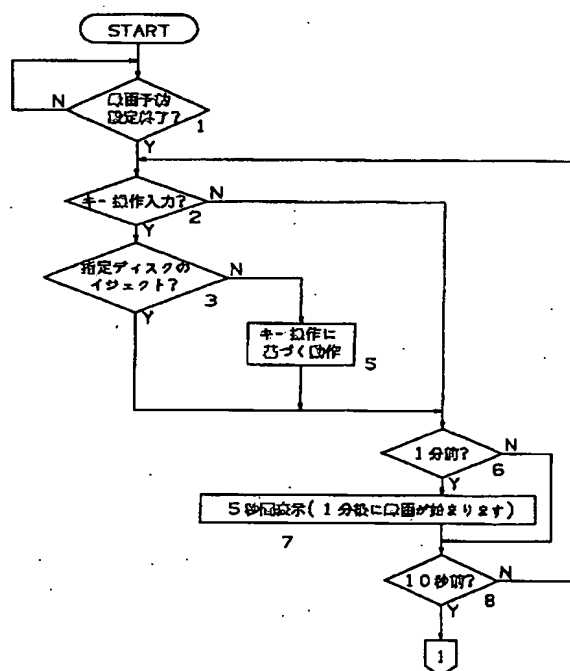 START
録画予約
設定終了?
N
1
Y
キー操作入力?
N
2
Y
指定ディスクの
イジェクト?
N
3
Y
キー操作に
基づく動作
5
1分前?
N
6
Y
5秒間表示(1分後に録画が始まります)
7
10秒前?
N
8
Y
1